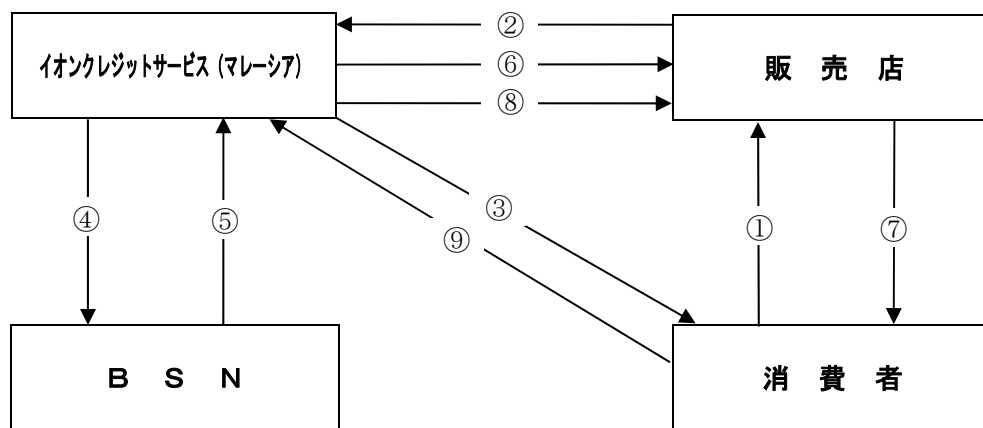 ②
イオンクレジットサービス（マレーシア）
⑥
販 売 店
⑧
③
④
⑤
⑨
①
⑦
Ｂ Ｓ Ｎ
消 費 者